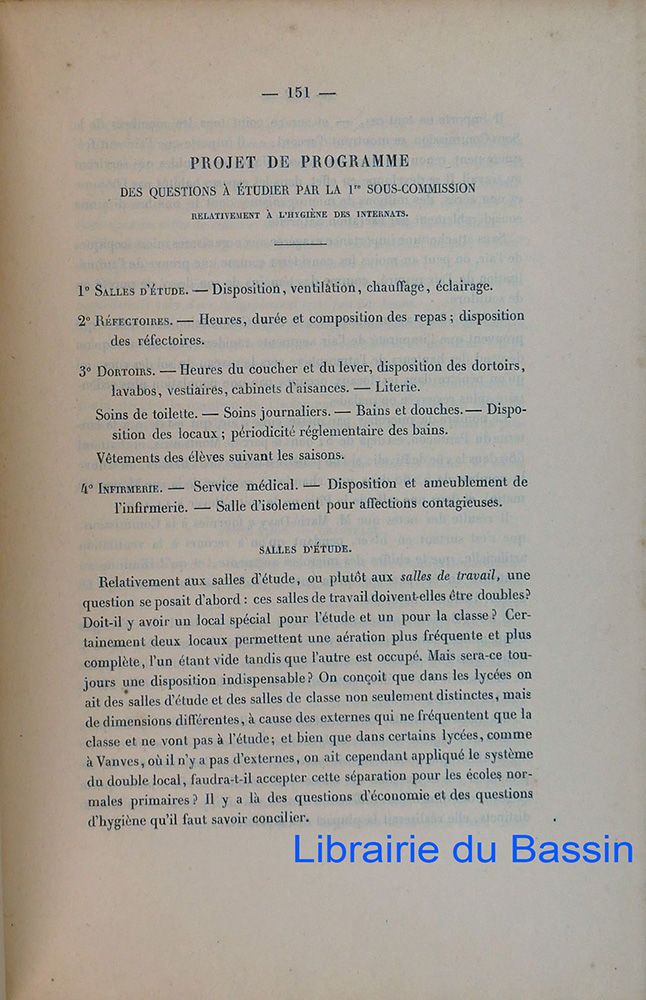 — 151 —
PROJET DE PROGRAMME
DES QUESTIONS À ÉTUDIER PAR LA 1re SOUS-COMMISSION
RELATIVEMENT À L'HYGIÈNE DES INTERNATS.
1° SALLES D'ÉTUDE. — Disposition, ventilation, chauffage, éclairage.
2° RÉFECTOIRES. — Heures, durée et composition des repas; disposition
des réfectoires.
3° DORTOIRS. — Heures du coucher et du lever, disposition des dortoirs,
lavabos, vestiaires, cabinets d'aisances. — Literie.
Soins de toilette. — Soins journaliers. — Bains et douches. — Dispo-
sition des locaux; périodicité réglementaire des bains.
Vêtements des élèves suivant les saisons.
4° INFIRMERIE. — Service médical. — Disposition et ameublement de
l'infirmerie. — Salle d'isolement pour affections contagieuses.
SALLES D'ÉTUDE.
Relativement aux salles d'étude, ou plutôt aux salles de travail, une
question se posait d'abord : ces salles de travail doivent-elles être doubles?
Doit-il y avoir un local spécial pour l'étude et un pour la classe? Cer-
tainement deux locaux permettent une aération plus fréquente et plus
complète, l'un étant vide tandis que l'autre est occupé. Mais sera-ce tou-
jours une disposition indispensable? On conçoit que dans les lycées on
ait des salles d'étude et des salles de classe non seulement distinctes, mais
de dimensions différentes, à cause des externes qui ne fréquentent que la
classe et ne vont pas à l'étude; et bien que dans certains lycées, comme
à Vanves, où il n'y a pas d'externes, on ait cependant appliqué le système
du double local, faudra-t-il accepter cette séparation pour les écoles nor-
males primaires? Il y a là des questions d'économie et des questions
d'hygiène qu'il faut savoir concilier.
Librairie du Bassin